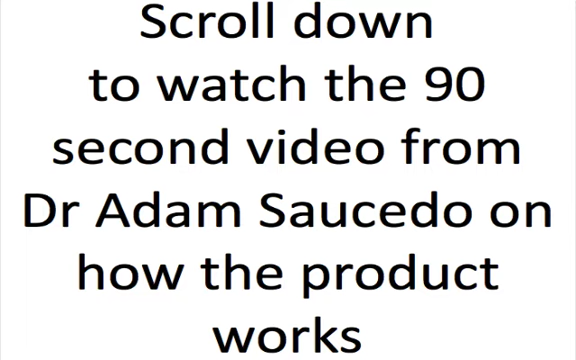 Scroll down
to watch the 90
second video from
Dr Adam Saucedo on
how the product
works